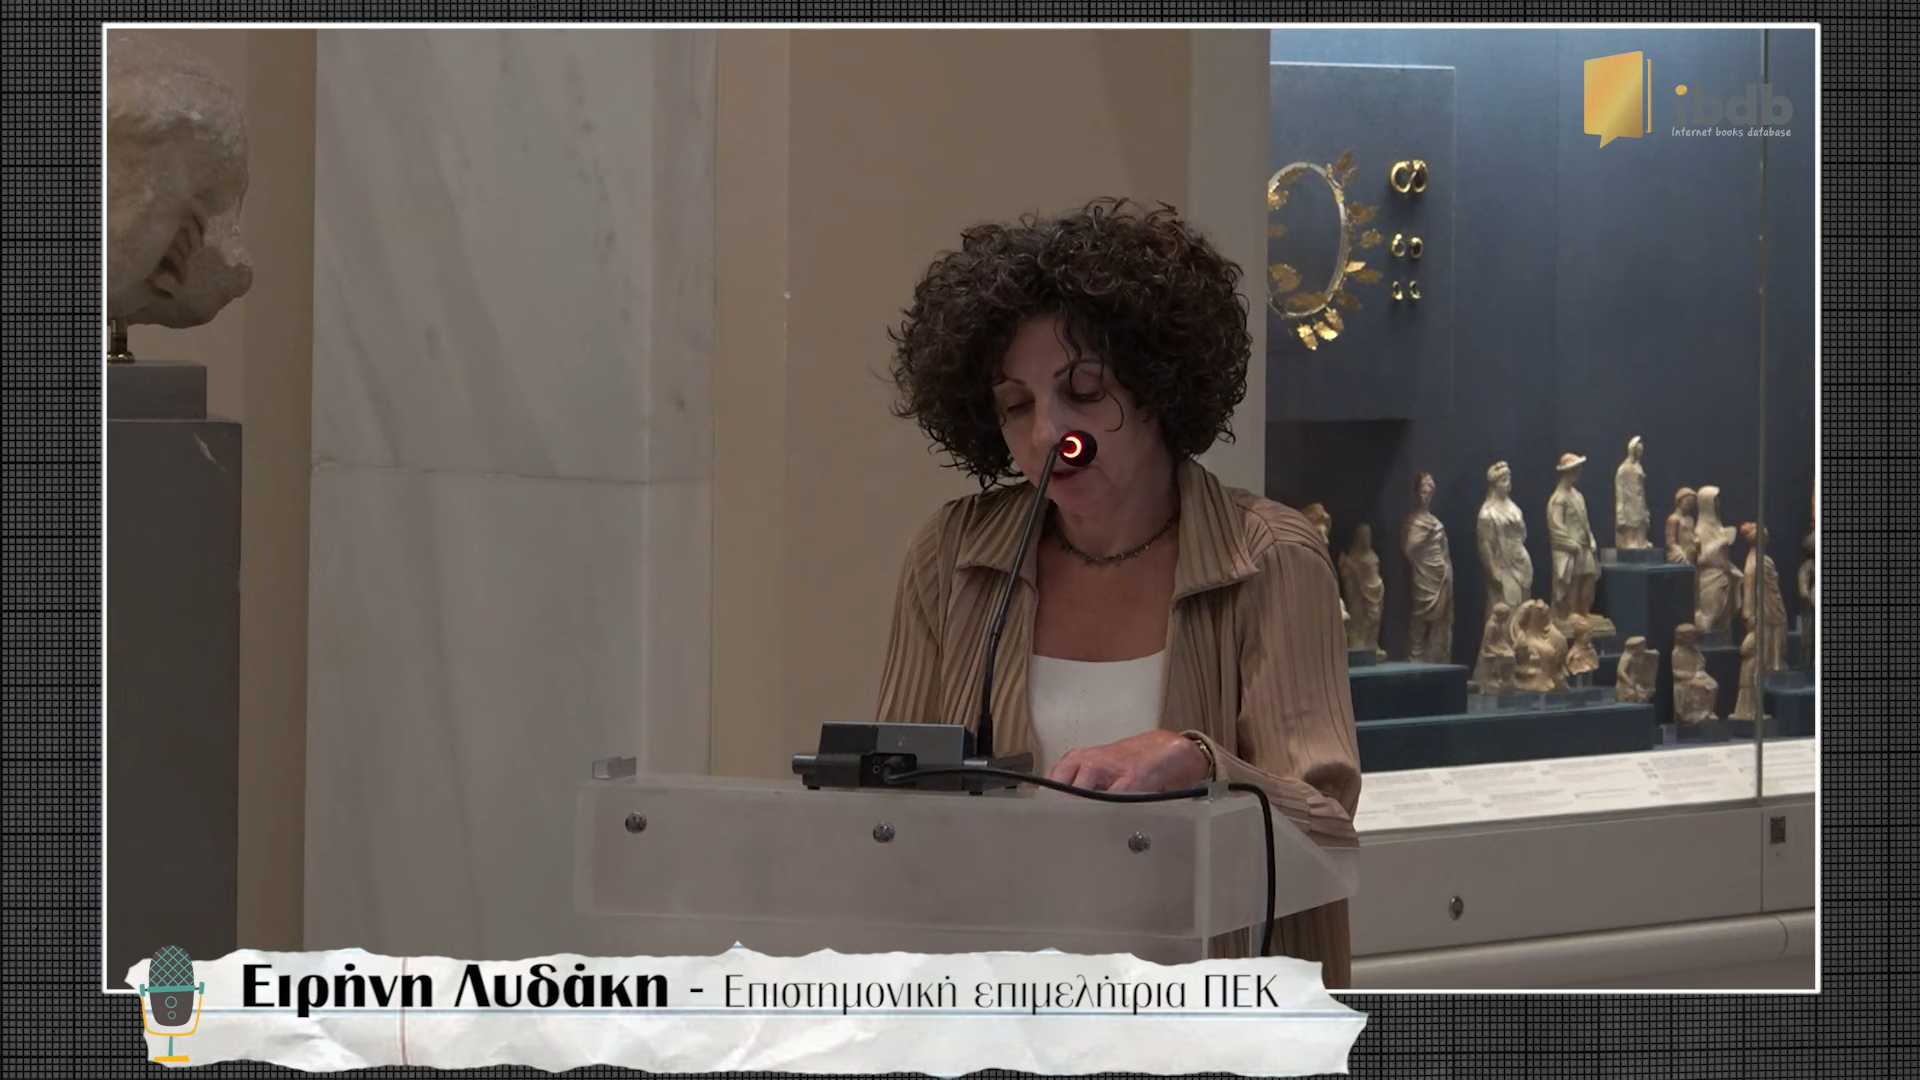 ibdb
Internet books database
Ειρήνη Λυδάκη - Επιστημονική επιμελήτρια ΠΕΚ